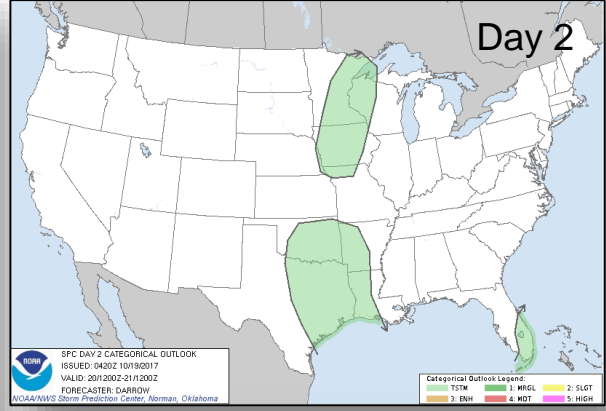 Day 2
NOAA
SPC DAY 2 CATEGORICAL OUTLOOK
ISSUED: 0420Z 10/19/2017
VALID: 20/1200Z-21/1200Z
FORECASTER: DARROW
NOAA/NWS Storm Prediction Center, Norman, Oklahoma
Categorical Outlook Legend:
TSTM 1: MRGL 2: SLGT
3: ENH 4: MDT 5: HIGH